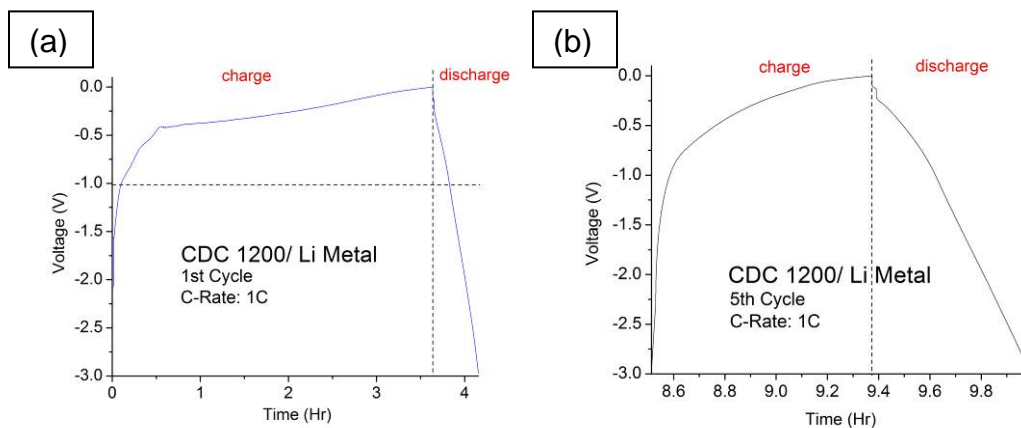 (a)
charge discharge
0.0
-0.5
-1.0
-1.5
-2.0
-2.5
-3.0
Voltage (V)
CDC 1200/ Li Metal
1st Cycle
C-Rate: 1C
0 1 2 3 4
Time (Hr)
(b)
charge discharge
0.0
-0.5
-1.0
-1.5
-2.0
-2.5
-3.0
Voltage (V)
CDC 1200/ Li Metal
5th Cycle
C-Rate: 1C
8.6 9.0 9.2 9.4 9.6 9.8
Time (Hr)